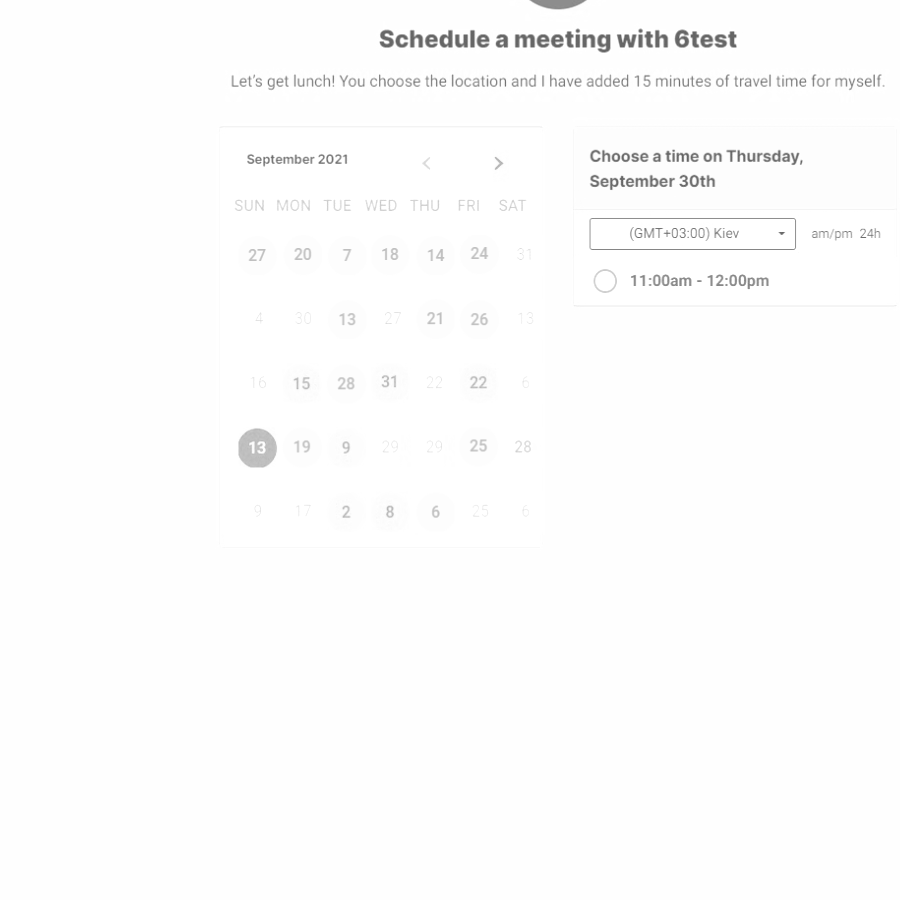 Schedule a meeting with 6test
Let's get lunch! You choose the location and I have added 15 minutes of travel time for myself.
September 2021
SUN MON TUE WED THU FRI SAT
27 20 7 18 14 24 31
4 30 13 27 21 26 13
16 15 28 31 22 22 6
13 19 9 29 29 25 28
9 17 2 8 6 25 6
Choose a time on Thursday,
September 30th
(GMT+03:00) Kiev am/pm 24h
11:00am - 12:00pm